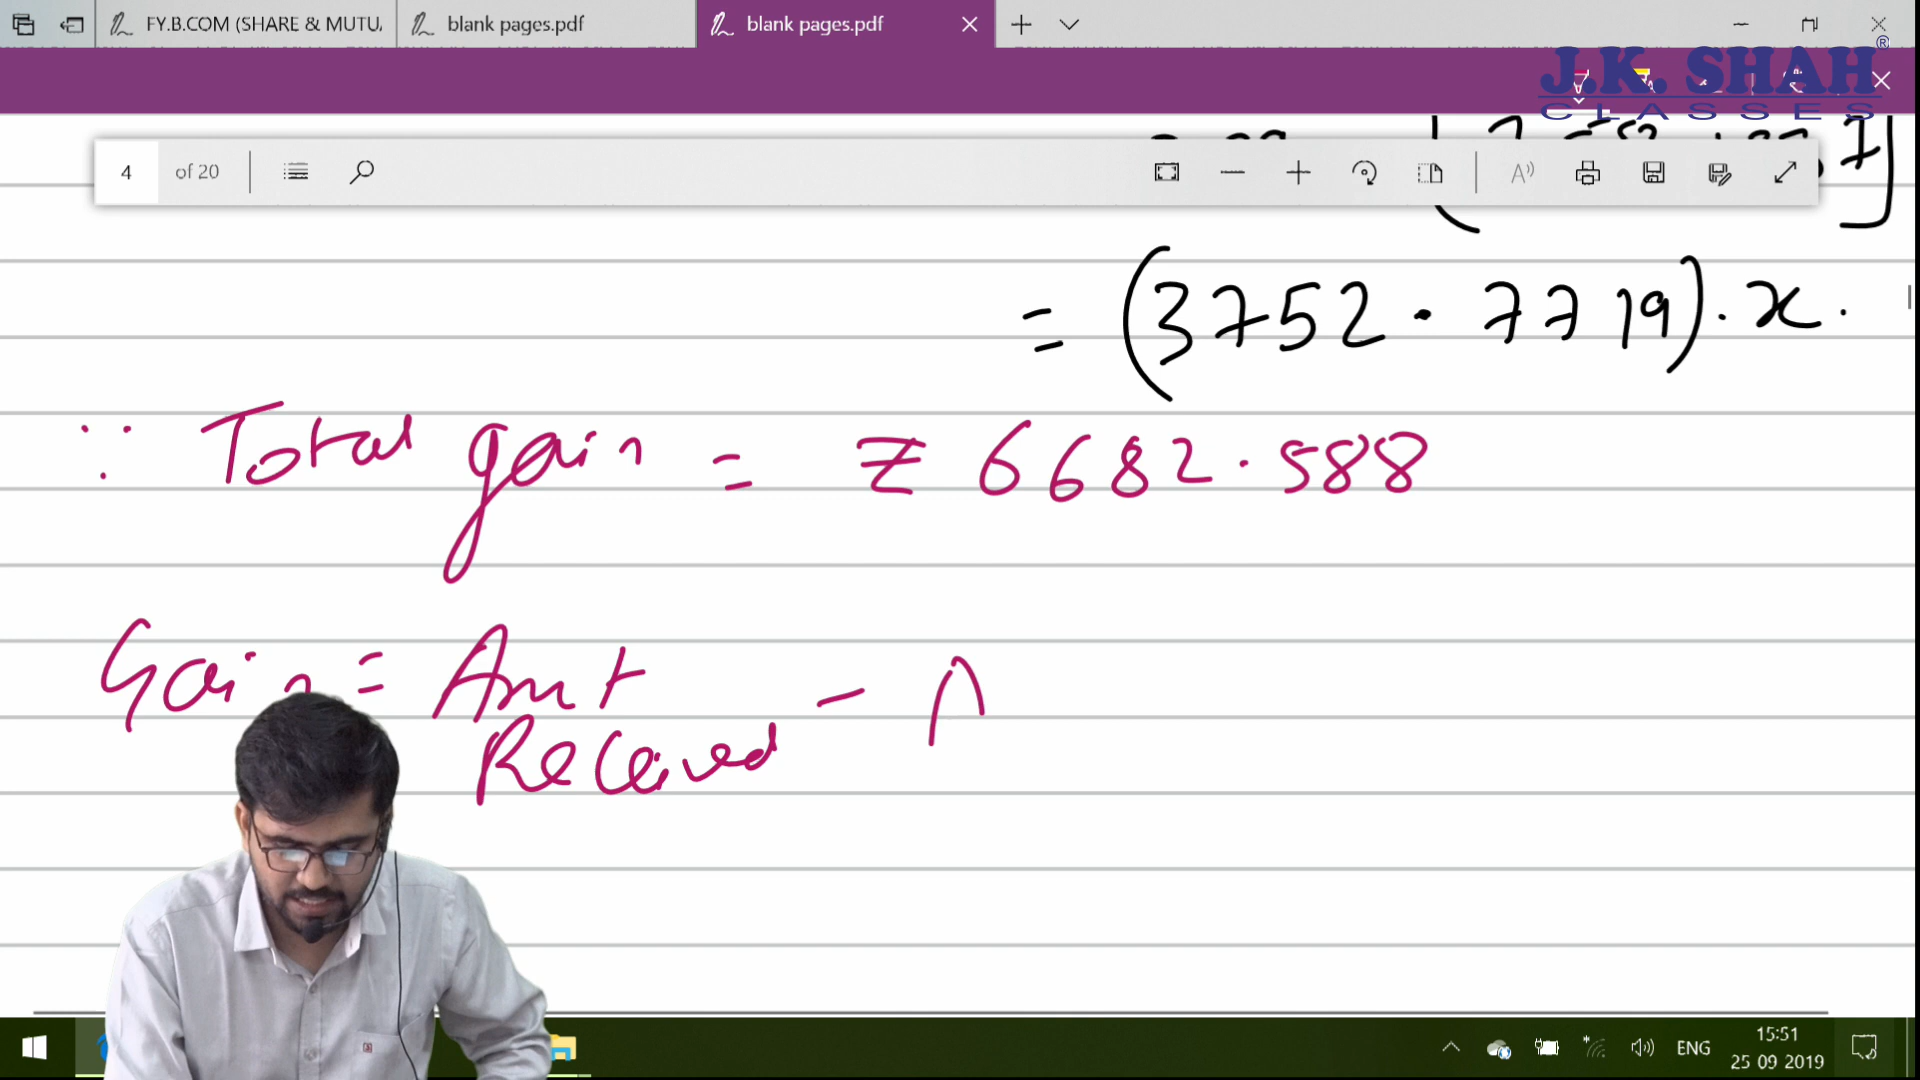 FY.B.COM (SHARE & MUTU
blank pages.pdf
blank pages.pdf
J.K. SHAH®
CLASSES
4 of 20
= (3752.7719).x.
∵ Total gain = ₹ 6682.588
Gain = Amt Received - A
ENG
15:51
25 09 2019